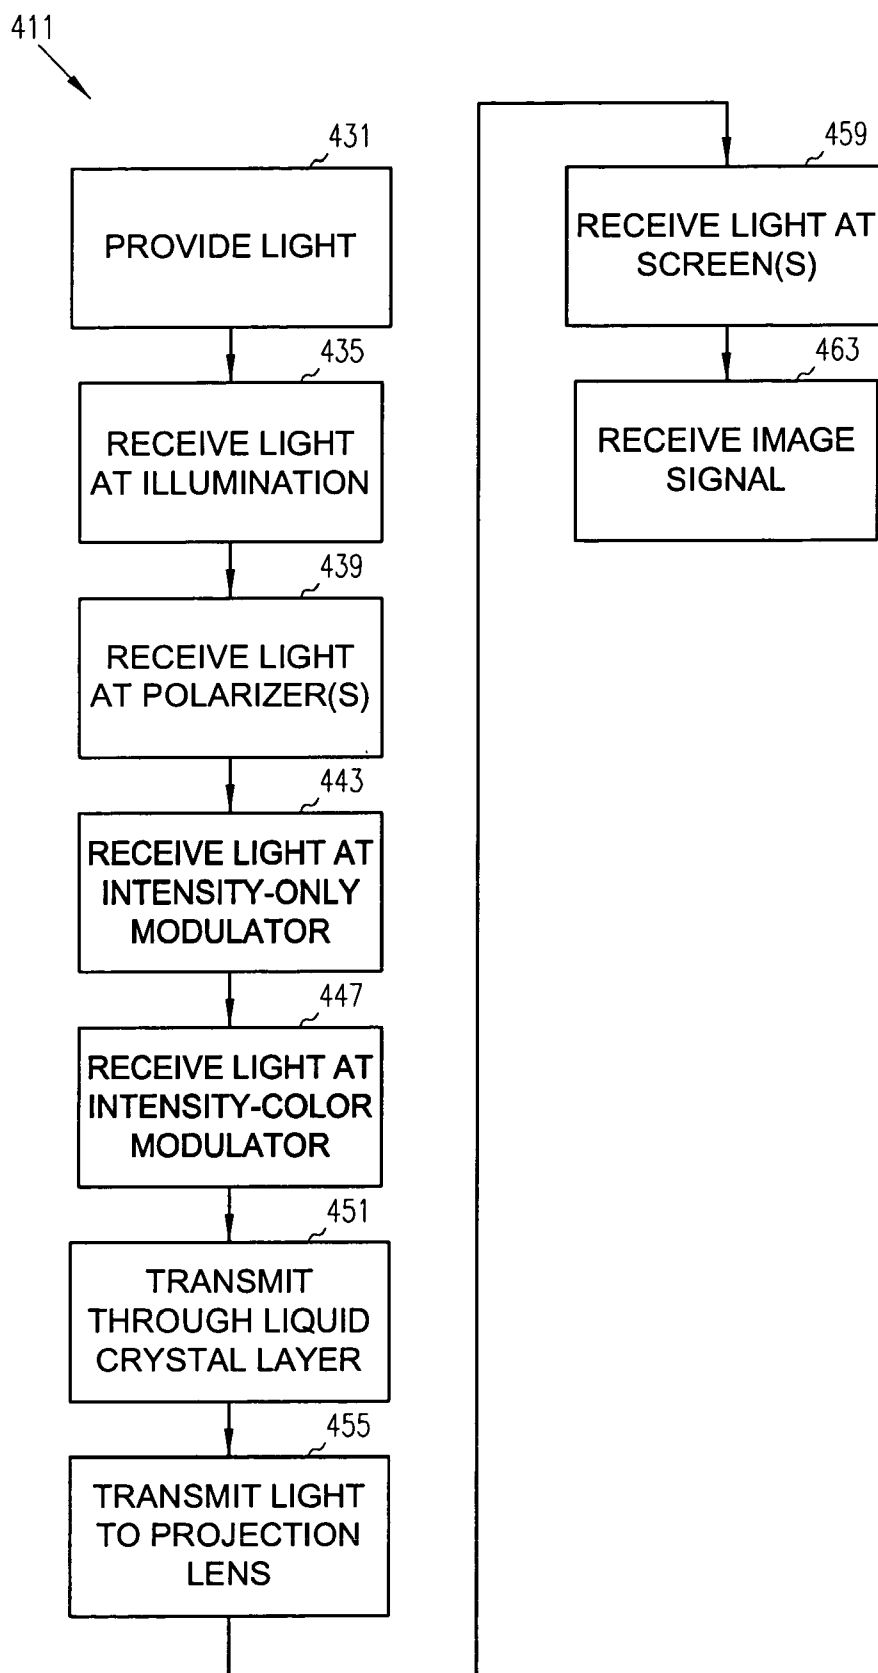 411
431
PROVIDE LIGHT
435
RECEIVE LIGHT
AT ILLUMINATION
439
RECEIVE LIGHT
AT POLARIZER(S)
443
RECEIVE LIGHT AT
INTENSITY-ONLY
MODULATOR
447
RECEIVE LIGHT AT
INTENSITY-COLOR
MODULATOR
451
TRANSMIT
THROUGH LIQUID
CRYSTAL LAYER
455
TRANSMIT LIGHT
TO PROJECTION
LENS
459
RECEIVE LIGHT AT
SCREEN(S)
463
RECEIVE IMAGE
SIGNAL